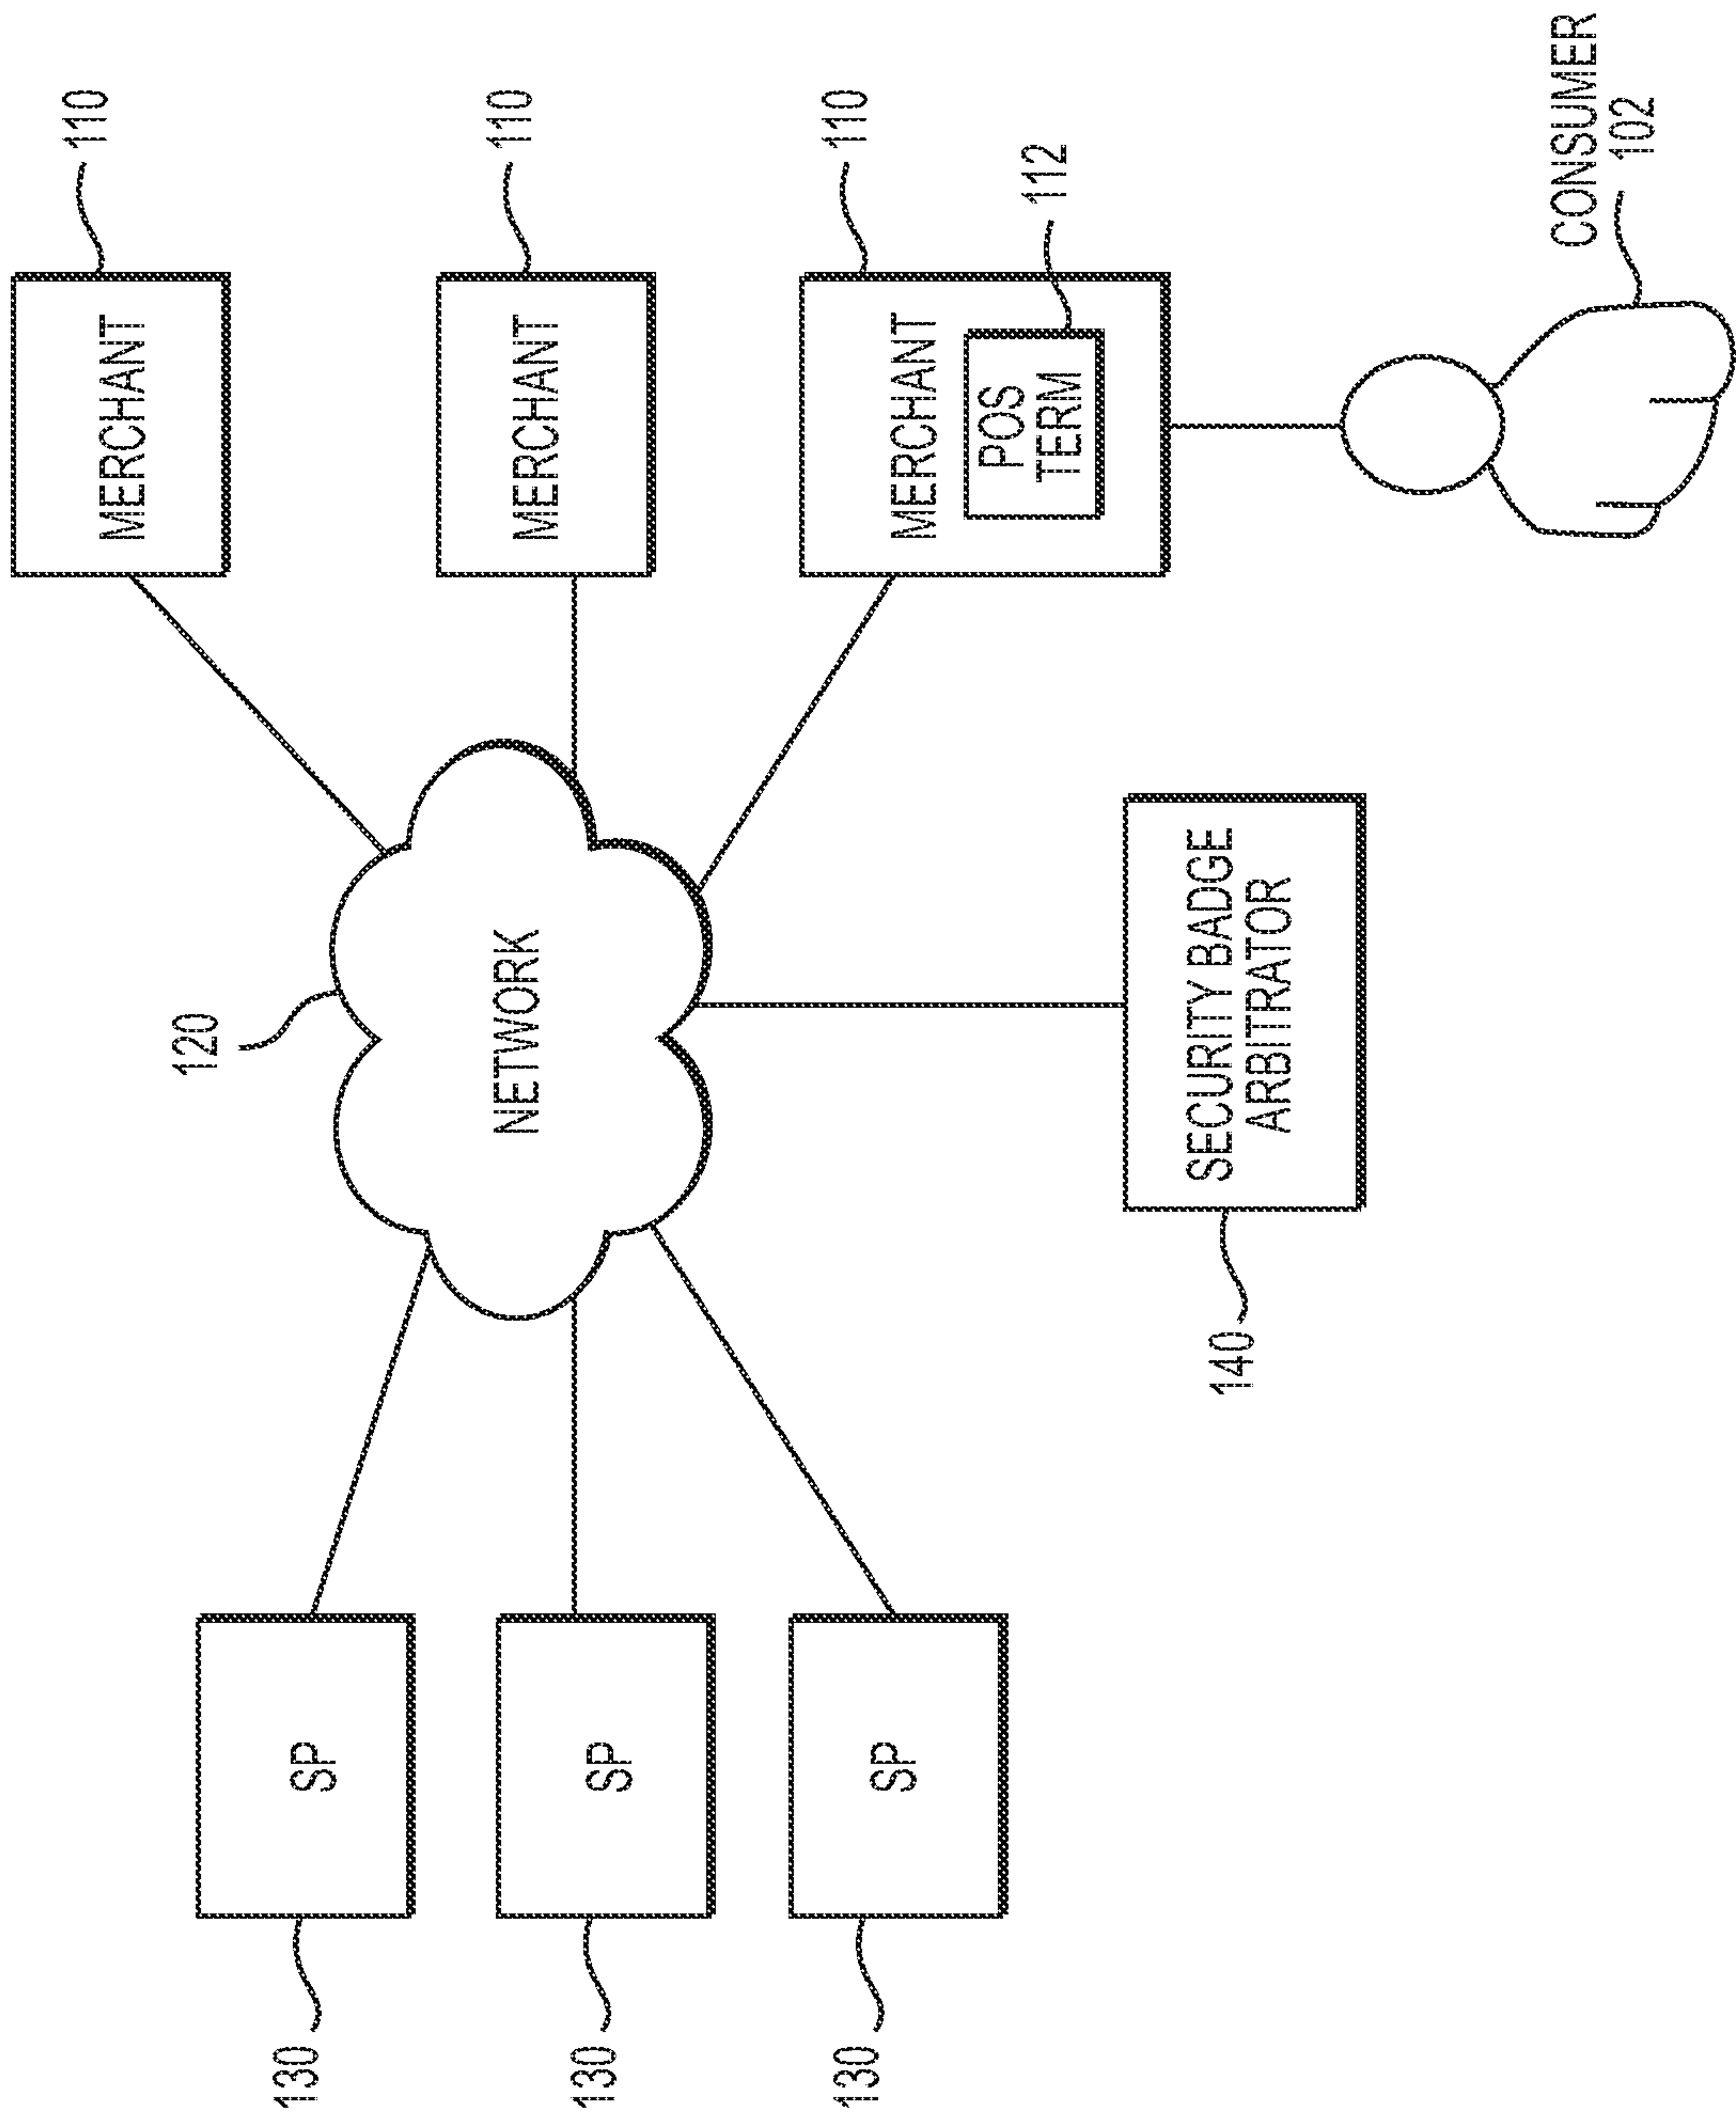 130
SP
130
SP
130
SP
120
NETWORK
140
SECURITY BADGE
ARBITRATOR
MERCHANT
110
MERCHANT
110
MERCHANT
110
POS
TERM
112
CONSUMER
102